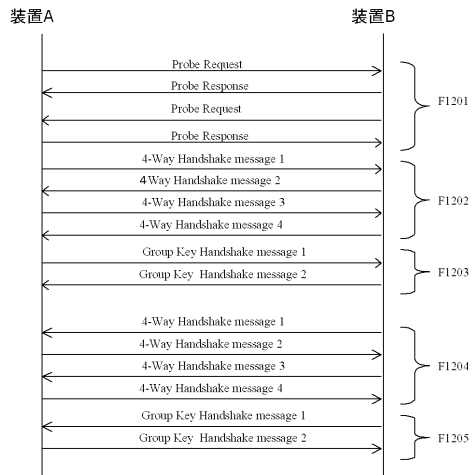 装置A
装置B
Probe Request
Probe Response
Probe Request
Probe Response
F1201
4-Way Handshake message 1
4Way Handshake message 2
4-Way Handshake message 3
4-Way Handshake message 4
F1202
Group Key Handshake message 1
Group Key Handshake message 2
F1203
4-Way Handshake message 1
4-Way Handshake message 2
4-Way Handshake message 3
4-Way Handshake message 4
F1204
Group Key Handshake message 1
Group Key Handshake message 2
F1205